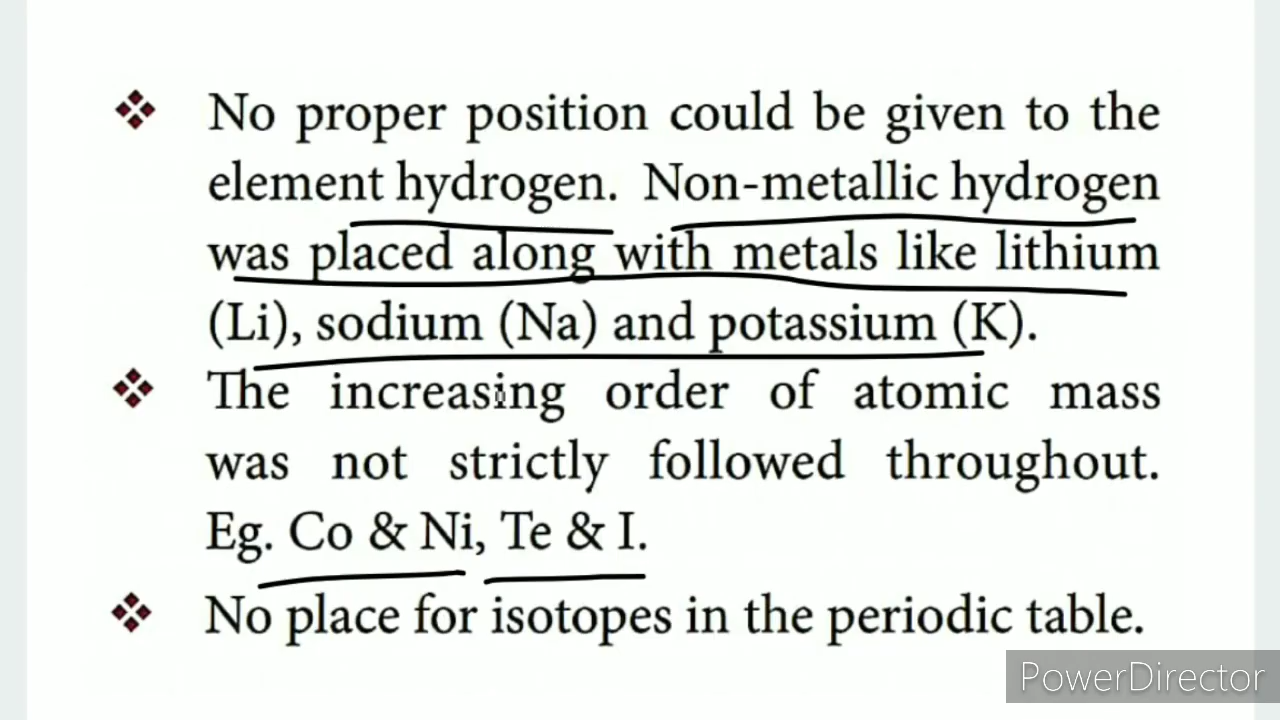 No proper position could be given to the
element hydrogen. Non-metallic hydrogen
was placed along with metals like lithium
(Li), sodium (Na) and potassium (K).
The increasing order of atomic mass
was not strictly followed throughout.
Eg. Co & Ni, Te & I.
No place for isotopes in the periodic table.
PowerDirector